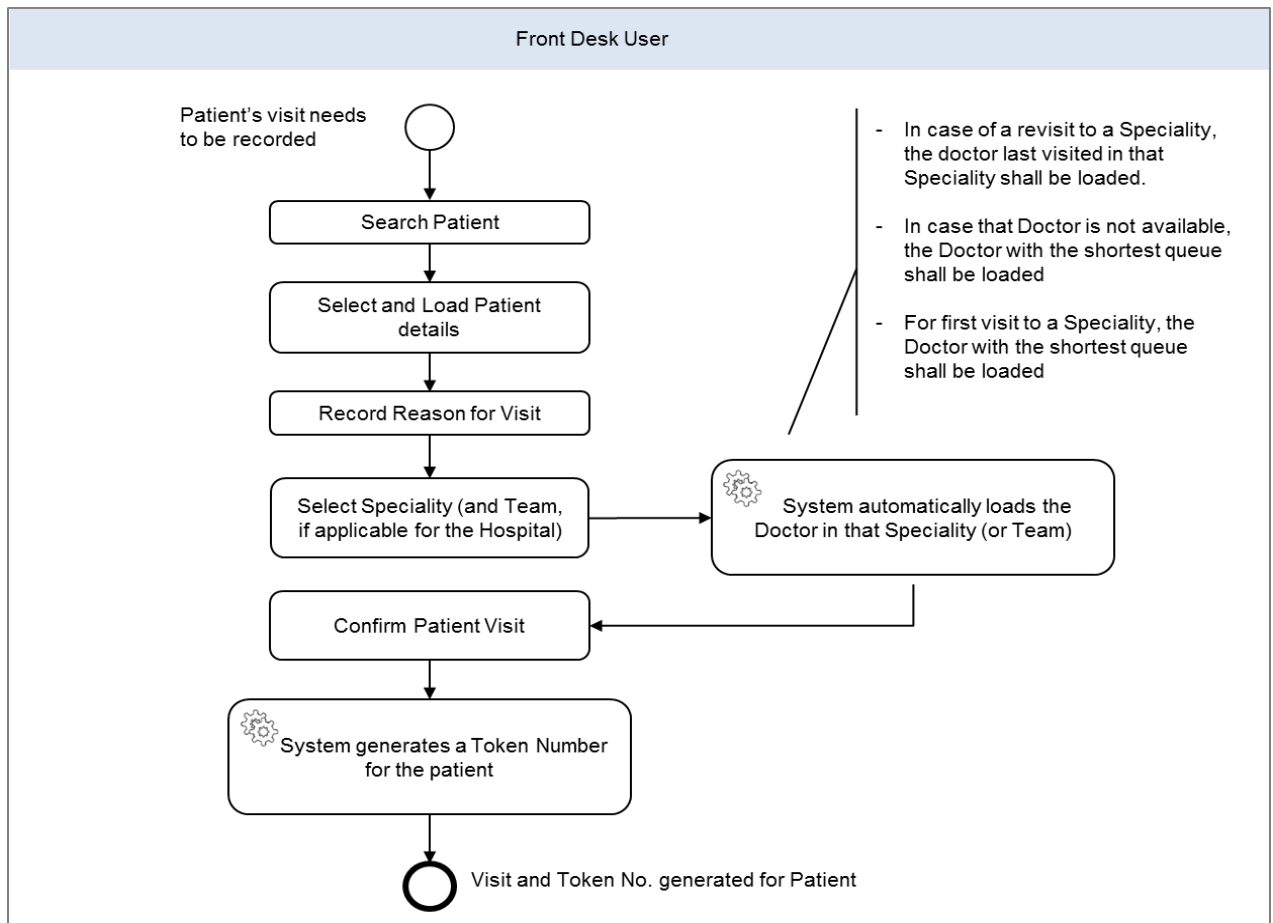 Front Desk User
Patient’s visit needs
to be recorded
- In case of a revisit to a Speciality,
the doctor last visited in that
Speciality shall be loaded.
- In case that Doctor is not available,
the Doctor with the shortest queue
shall be loaded
- For first visit to a Speciality, the
Doctor with the shortest queue
shall be loaded
Search Patient
Select and Load Patient
details
Record Reason for Visit
Select Speciality (and Team,
if applicable for the Hospital)
System automatically loads the
Doctor in that Speciality (or Team)
Confirm Patient Visit
System generates a Token Number
for the patient
Visit and Token No. generated for Patient